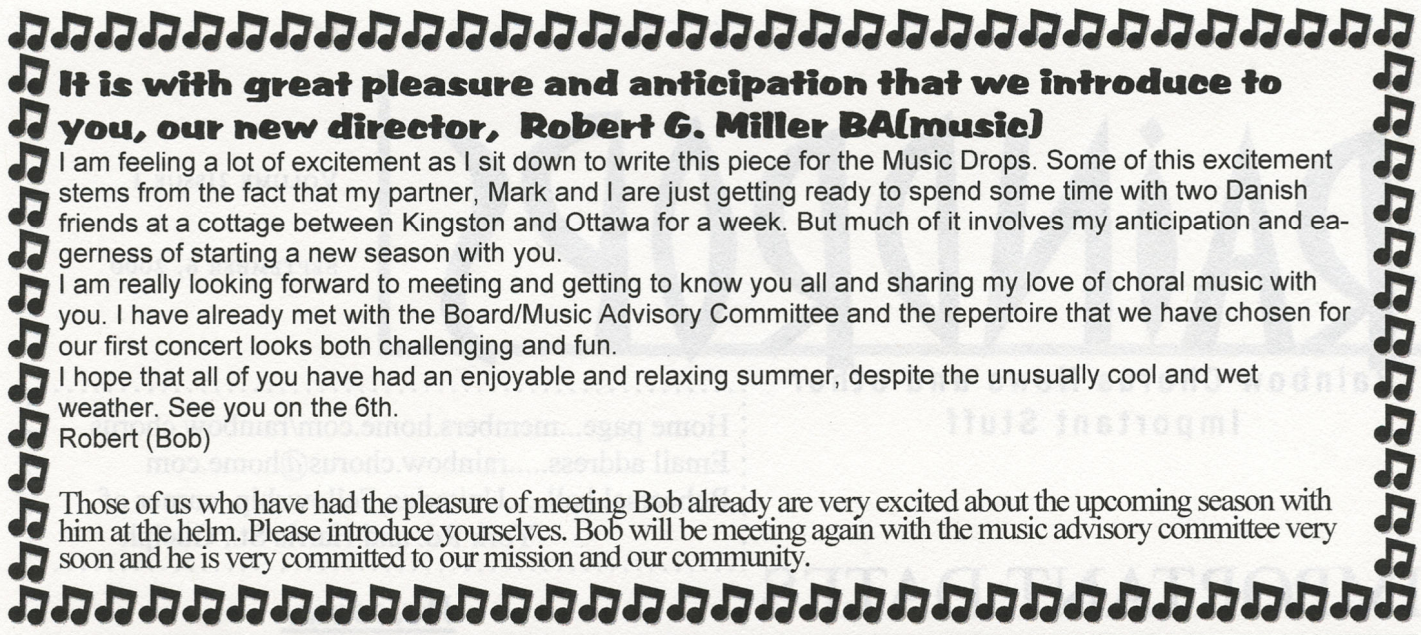 It is with great pleasure and anticipation that we introduce to
you, our new director, Robert G. Miller BA(music)
I am feeling a lot of excitement as I sit down to write this piece for the Music Drops. Some of this excitement
stems from the fact that my partner, Mark and I are just getting ready to spend some time with two Danish
friends at a cottage between Kingston and Ottawa for a week. But much of it involves my anticipation and ea-
gerness of starting a new season with you.
I am really looking forward to meeting and getting to know you all and sharing my love of choral music with
you. I have already met with the Board/Music Advisory Committee and the repertoire that we have chosen for
our first concert looks both challenging and fun.
I hope that all of you have had an enjoyable and relaxing summer, despite the unusually cool and wet
weather. See you on the 6th.
Robert (Bob)
Those of us who have had the pleasure of meeting Bob already are very excited about the upcoming season with
him at the helm. Please introduce yourselves. Bob will be meeting again with the music advisory committee very
soon and he is very committed to our mission and our community.